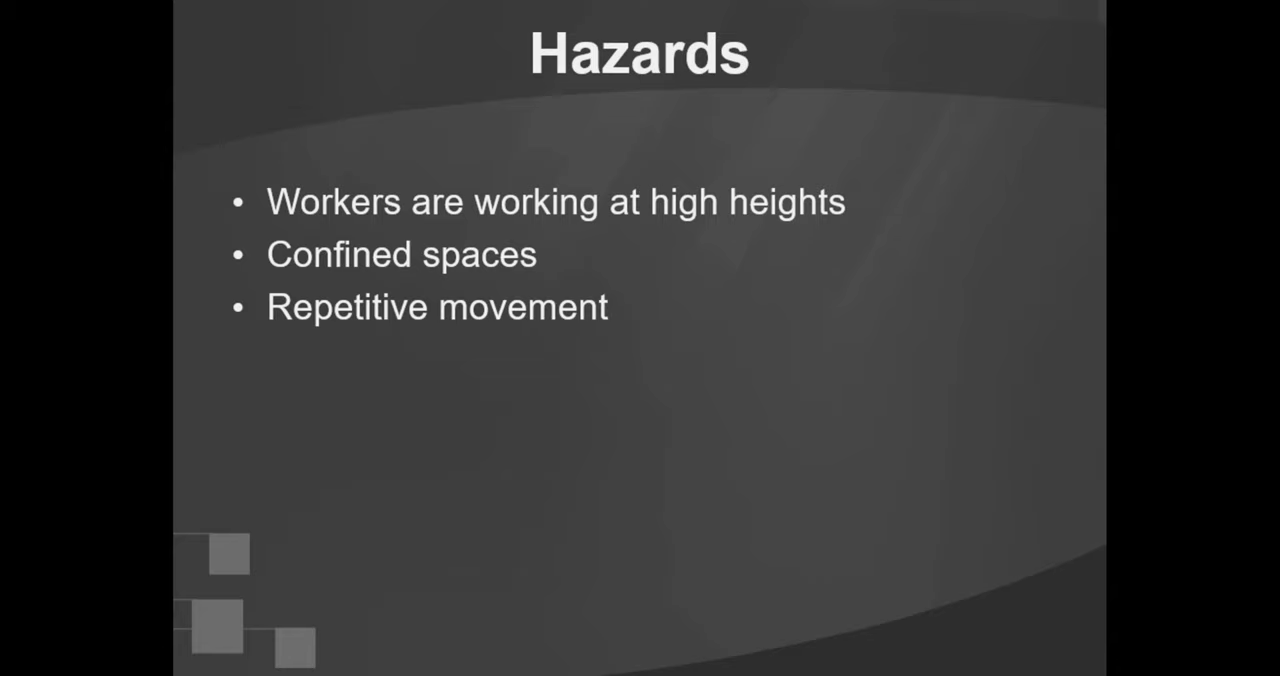 Hazards
• Workers are working at high heights
• Confined spaces
• Repetitive movement